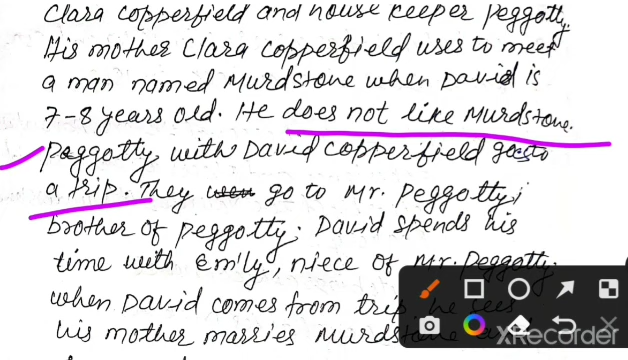 Clara Copperfield and house keeper Peggotty.
His mother Clara Copperfield uses to meet
a man named Murdstone when David is
7-8 years old. He does not like Murdstone.
Peggotty with David Copperfield goes to
a trip. They go to Mr. Peggotty,
brother of Peggotty. David spends his
time with Em'ly, niece of Mr. Peggotty.
when David comes from trip, he sees
his mother marries Murdstone
XRecorder